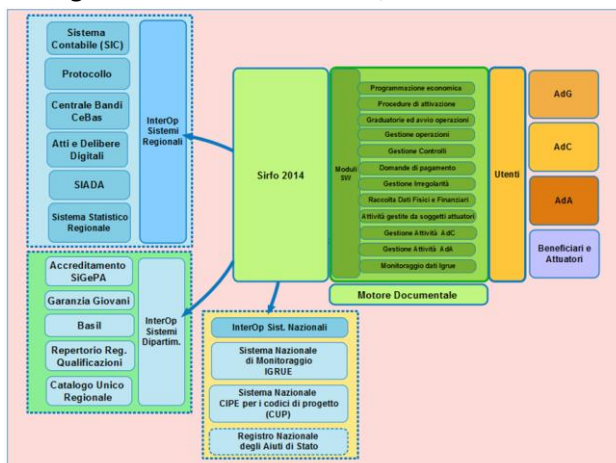 Sistema
Contabile (SIC)
Protocollo
Centrale Bandi
CeBas
Atti e Delibere
Digitali
SIADA
Sistema Statistico
Regionale
InterOp
Sistemi
Regionali
Accreditamento
SiGePA
Garanzia Giovani
Basil
Repertorio Reg.
Qualificazioni
Catalogo Unico
Regionale
InterOp
Sistemi
Dipartim.
Sirfo 2014
Moduli
SW
Programmazione economica
Procedure di attivazione
Graduatorie ed avvio operazioni
Gestione operazioni
Gestione Controlli
Domande di pagamento
Gestione Irregolarità
Raccolta Dati Fisici e Finanziari
Attività gestite da soggetti attuatori
Gestione Attività AdC
Gestione Attività AdA
Monitoraggio dati Igrue
Motore Documentale
Utenti
AdG
AdC
AdA
Beneficiari e
Attuatori
InterOp Sist. Nazionali
Sistema Nazionale
di Monitoraggio
IGRUE
Sistema Nazionale
CIPE per i codici di progetto
(CUP)
Registro Nazionale
degli Aiuti di Stato